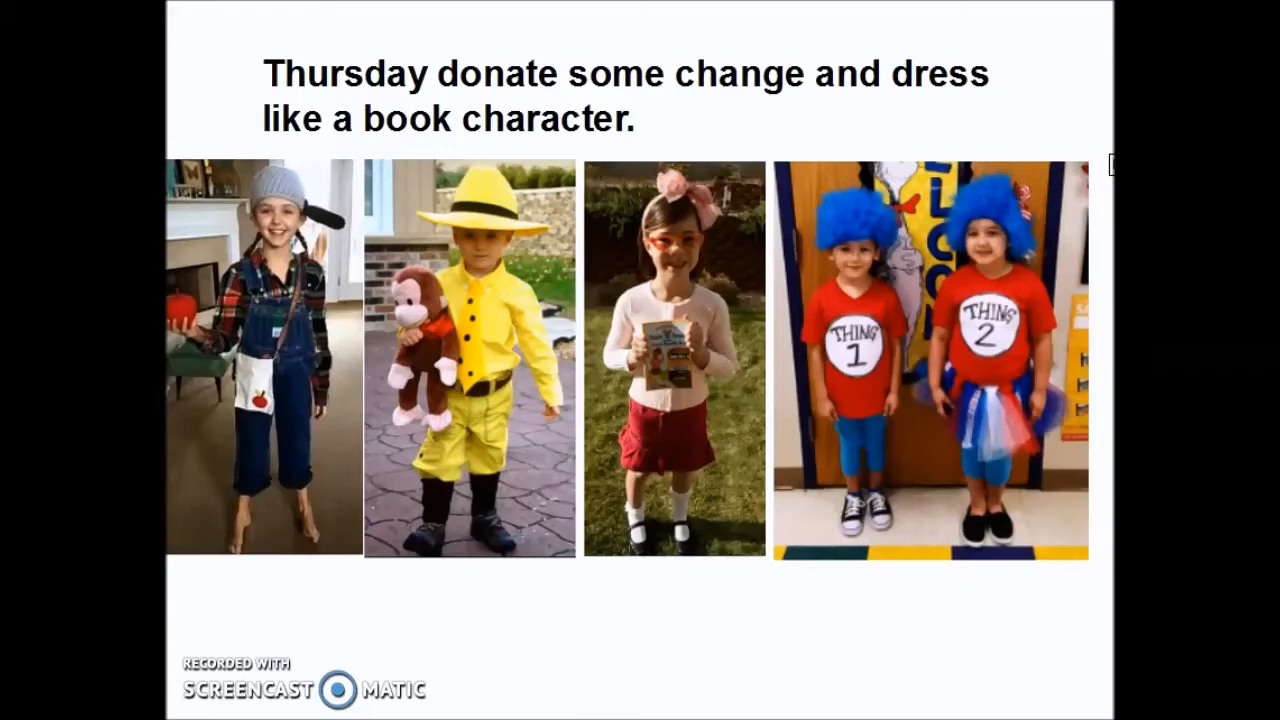 Thursday donate some change and dress
like a book character.
THING
1
THING
2
RECORDED WITH
SCREENCAST MATIC